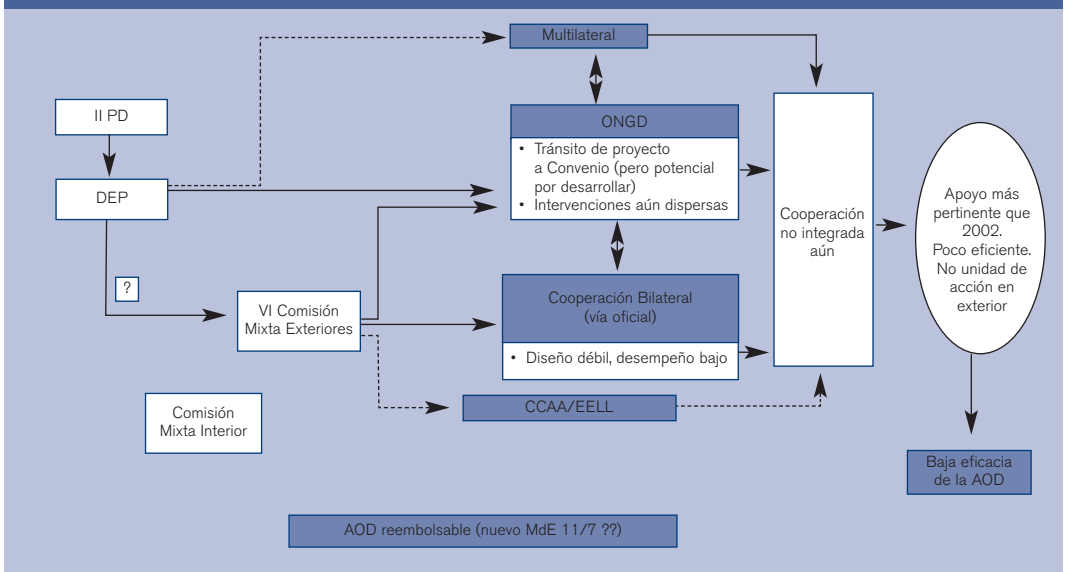 Multilateral
II PD
ONGD
• Tránsito de proyecto
a Convenio (pero potencial
por desarrollar)
• Intervenciones aún dispersas
DEP
Cooperación
no integrada
aún
Apoyo más
pertinente que
2002.
Poco eficiente.
No unidad de
acción en
exterior
?
VI Comisión
Mixta Exteriores
Cooperación Bilateral
(vía oficial)
• Diseño débil, desempeño bajo
CCAA/EELL
Comisión
Mixta Interior
Baja eficacia
de la AOD
AOD reembolsable (nuevo MdE 11/7 ??)